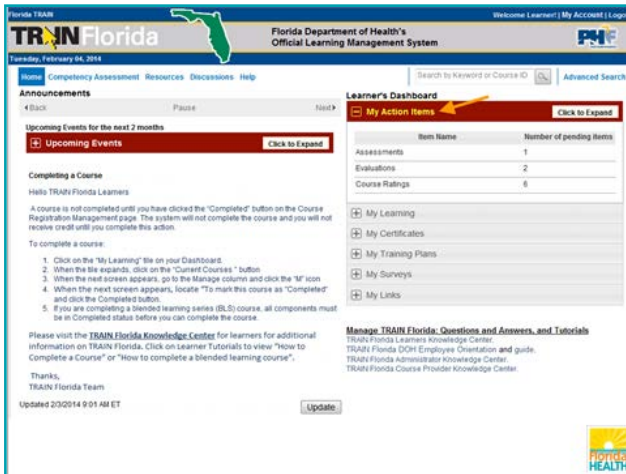 Florida TRAIN
Welcome Learner! | My Account | Logo
TRAIN Florida
Florida Department of Health's
Official Learning Management System
PHF
Tuesday, February 04, 2014
Home Competency Assessment Resources Discussions Help
Search by Keyword or Course ID
Advanced Search
Announcements
Back Pause Next
Upcoming Events for the next 2 months
Upcoming Events Click to Expand
Completing a Course
Hello TRAIN Florida Learners
A course is not completed until you have clicked the "Completed" button on the Course
Registration Management page. The system will not complete the course and you will not
receive credit until you complete this action.
To complete a course:
1. Click on the "My Learning" tile on your Dashboard.
2. When the tile expands, click on the "Current Courses " button
3. When the next screen appears, go to the Manage column and click the "M" icon
4. When the next screen appears, locate "To mark this course as "Completed"
and click the Completed button.
5. If you are completing a blended learning series (BLS) course, all components must
be in Completed status before you can complete the course.
Please visit the TRAIN Florida Knowledge Center for learners for additional
information on TRAIN Florida. Click on Learner Tutorials to view "How to
Complete a Course" or "How to complete a blended learning course".
Thanks,
TRAIN Florida Team
Updated 2/3/2014 9:01 AM ET
Update
Learner's Dashboard
My Action Items Click to Expand
Item Name Number of pending items
Assessments 1
Evaluations 2
Course Ratings 6
My Learning
My Certificates
My Training Plans
My Surveys
My Links
Manage TRAIN Florida: Questions and Answers, and Tutorials
TRAIN Florida Learners Knowledge Center.
TRAIN Florida DOH Employee Orientation and guide.
TRAIN Florida Administrator Knowledge Center.
TRAIN Florida Course Provider Knowledge Center.
Florida
HEALTH